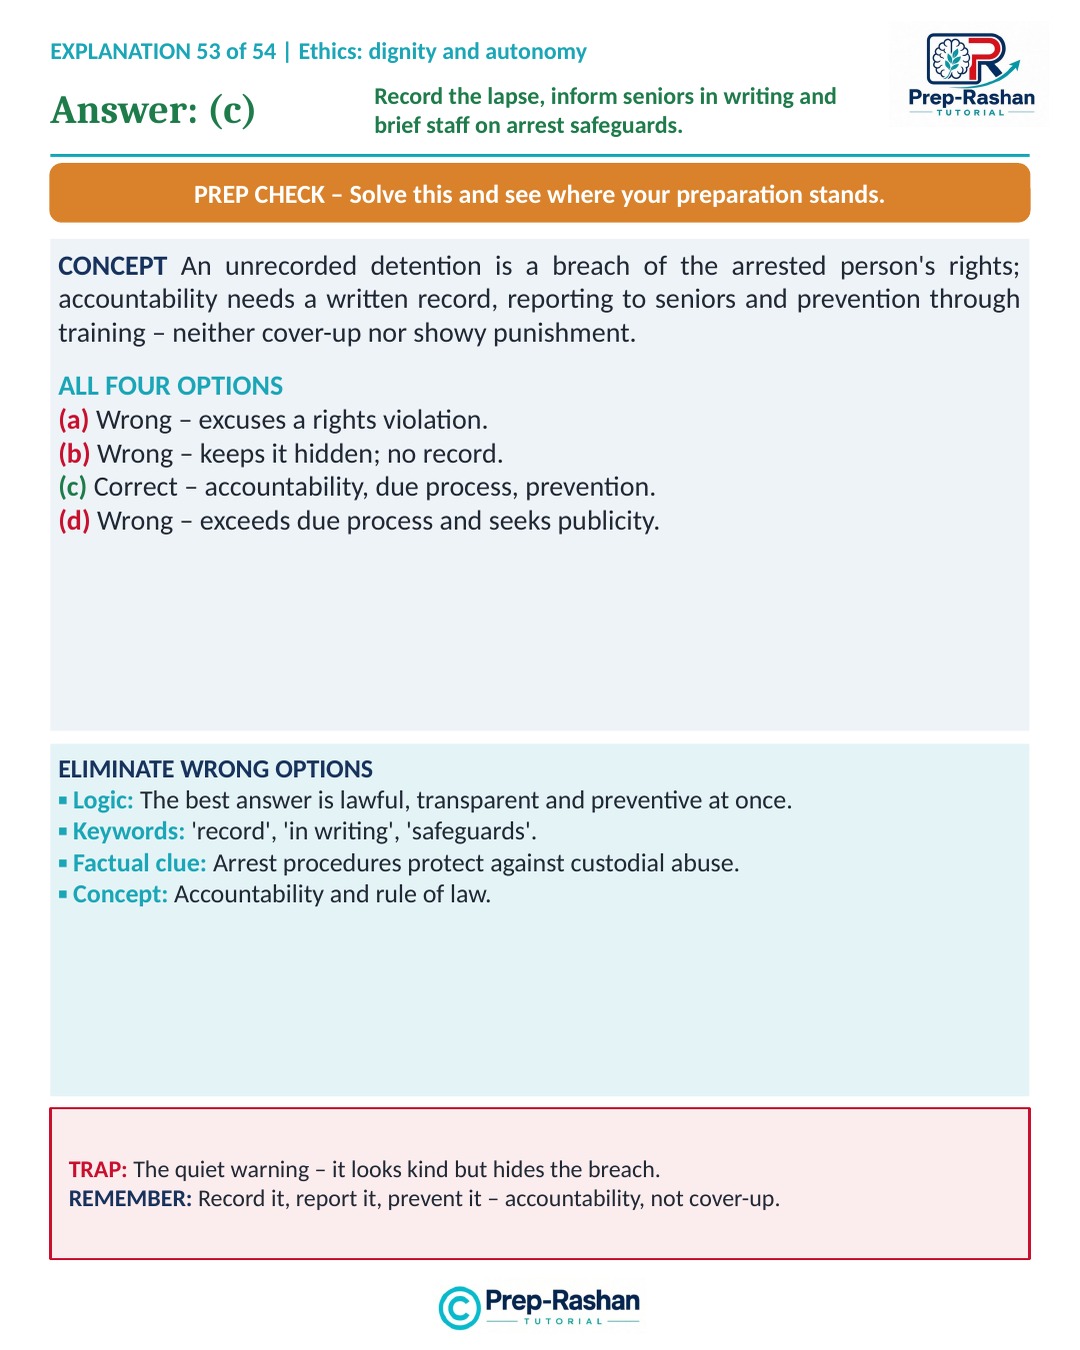 EXPLANATION 53 of 54 | Ethics: dignity and autonomy
Prep-Rashan
TUTORIAL
Answer: (c)
Record the lapse, inform seniors in writing and
brief staff on arrest safeguards.
PREP CHECK – Solve this and see where your preparation stands.
CONCEPT An unrecorded detention is a breach of the arrested person's rights;
accountability needs a written record, reporting to seniors and prevention through
training – neither cover-up nor showy punishment.
ALL FOUR OPTIONS
(a) Wrong – excuses a rights violation.
(b) Wrong – keeps it hidden; no record.
(c) Correct – accountability, due process, prevention.
(d) Wrong – exceeds due process and seeks publicity.
ELIMINATE WRONG OPTIONS
▪ Logic: The best answer is lawful, transparent and preventive at once.
▪ Keywords: 'record', 'in writing', 'safeguards'.
▪ Factual clue: Arrest procedures protect against custodial abuse.
▪ Concept: Accountability and rule of law.
TRAP: The quiet warning – it looks kind but hides the breach.
REMEMBER: Record it, report it, prevent it – accountability, not cover-up.
© Prep-Rashan
TUTORIAL